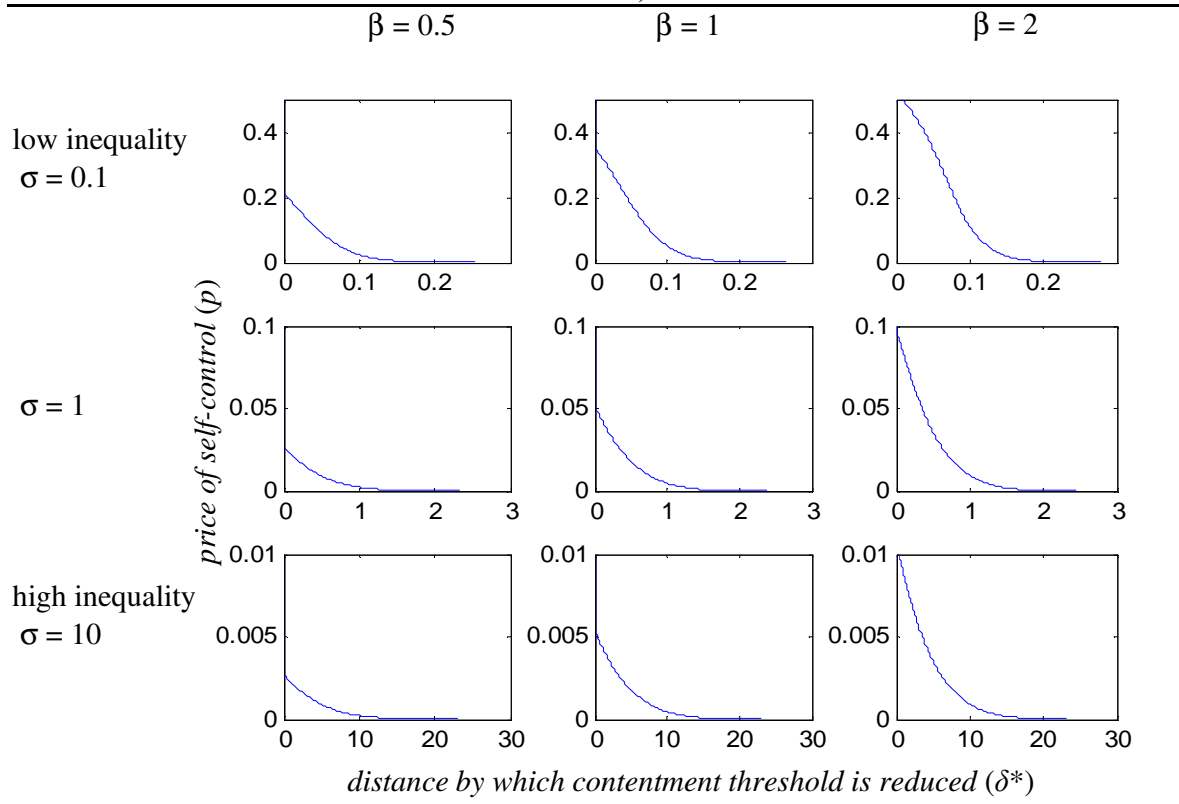 β = 0.5 β = 1 β = 2
low inequality
σ = 0.1
0.4
0.2
0
0 0.1 0.2
0.4
0.2
0
0 0.1 0.2
0.4
0.2
0
0 0.1 0.2
σ = 1
0.1
0.05
0
0 1 2 3
0.1
0.05
0
0 1 2 3
0.1
0.05
0
0 1 2 3
high inequality
σ = 10
0.01
0.005
0
0 10 20 30
0.01
0.005
0
0 10 20 30
0.01
0.005
0
0 10 20 30
price of self-control (p)
distance by which contentment threshold is reduced (δ*)